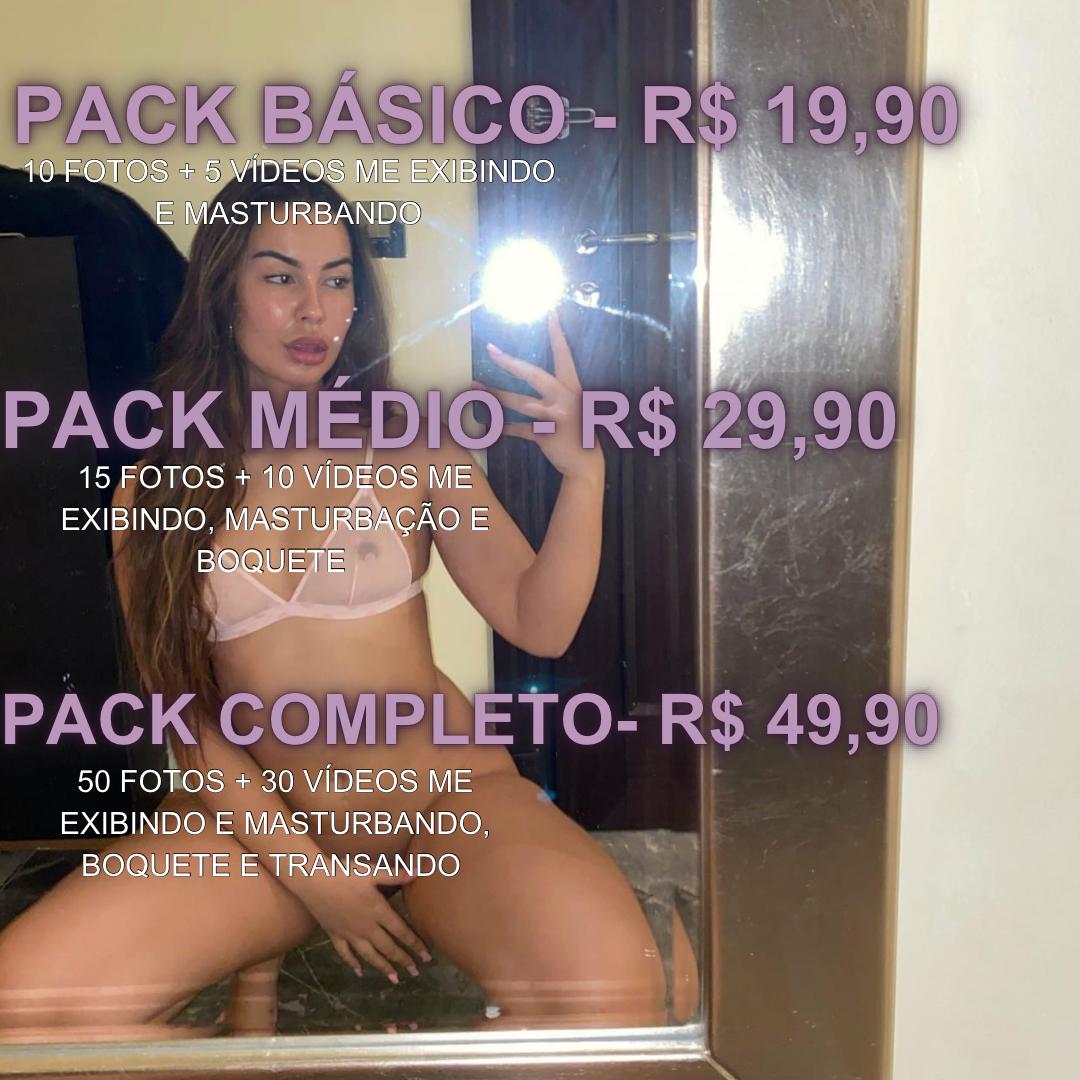 PACK BÁSICO - R$ 19,90
10 FOTOS + 5 VÍDEOS ME EXIBINDO
E MASTURBANDO
PACK MÉDIO - R$ 29,90
15 FOTOS + 10 VÍDEOS ME
EXIBINDO, MASTURBAÇÃO E
BOQUETE
PACK COMPLETO- R$ 49,90
50 FOTOS + 30 VÍDEOS ME
EXIBINDO E MASTURBANDO,
BOQUETE E TRANSANDO